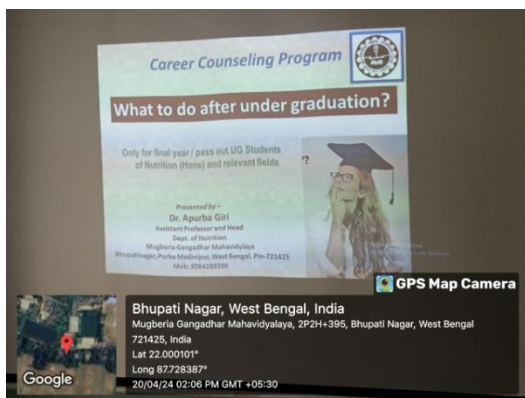 Career Counseling Program
What to do after under graduation?
Only for final year / pass out UG Students
of Nutrition (Hons) and relevant fields
??
Presented by –
Dr. Apurba Giri
Assistant Professor and Head
Dept. of Nutrition
Mugberia Gangadhar Mahavidylaya
Bhupatinagar, Purba Medinipur, West Bengal, Pin-721425
Mob: 9564289290
GPS Map Camera
Bhupati Nagar, West Bengal, India
Mugberia Gangadhar Mahavidyalaya, 2P2H+395, Bhupati Nagar, West Bengal
721425, India
Lat 22.000101°
Long 87.728387°
20/04/24 02:06 PM GMT +05:30
Google